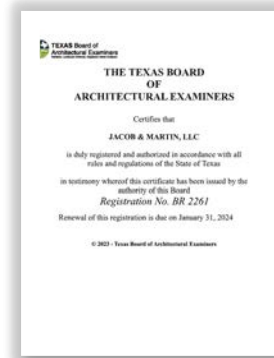 TEXAS Board of
Architectural Examiners
THE TEXAS BOARD
OF
ARCHITECTURAL EXAMINERS
Certifies that
JACOB & MARTIN, LLC
is duly registered and authorized in accordance with all
rules and regulations of the State of Texas
in testimony whereof this certificate has been issued by the
authority of this Board
Registration No. BR 2261
Renewal of this registration is due on January 31, 2024
© 2023 - Texas Board of Architectural Examiners